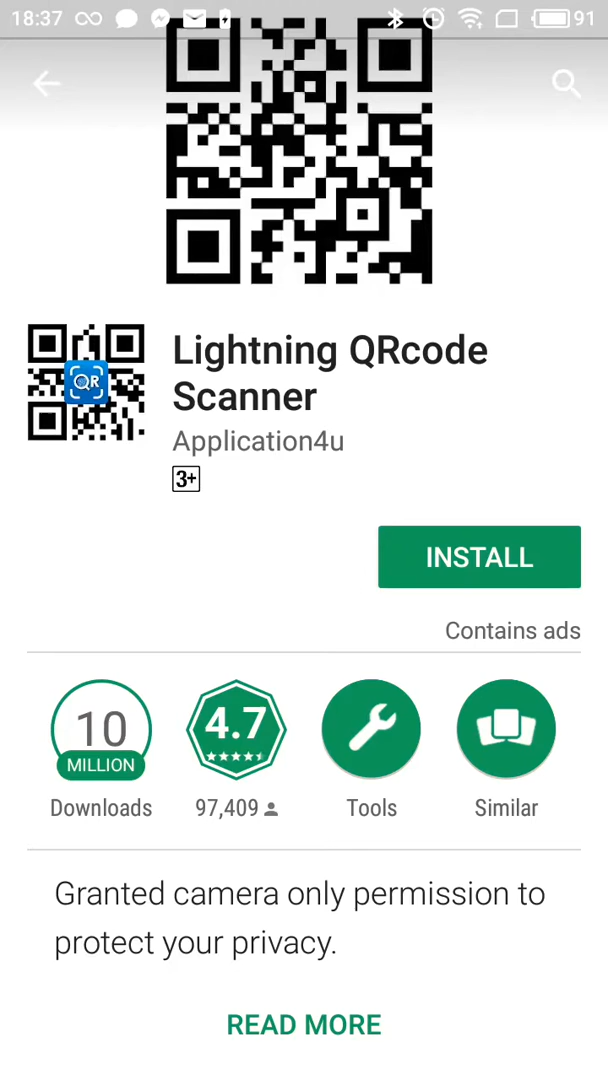 18:37
91
QR
Lightning QRcode
Scanner
Application4u
3+
INSTALL
Contains ads
10
MILLION
4.7
Downloads
97,409
Tools
Similar
Granted camera only permission to
protect your privacy.
READ MORE